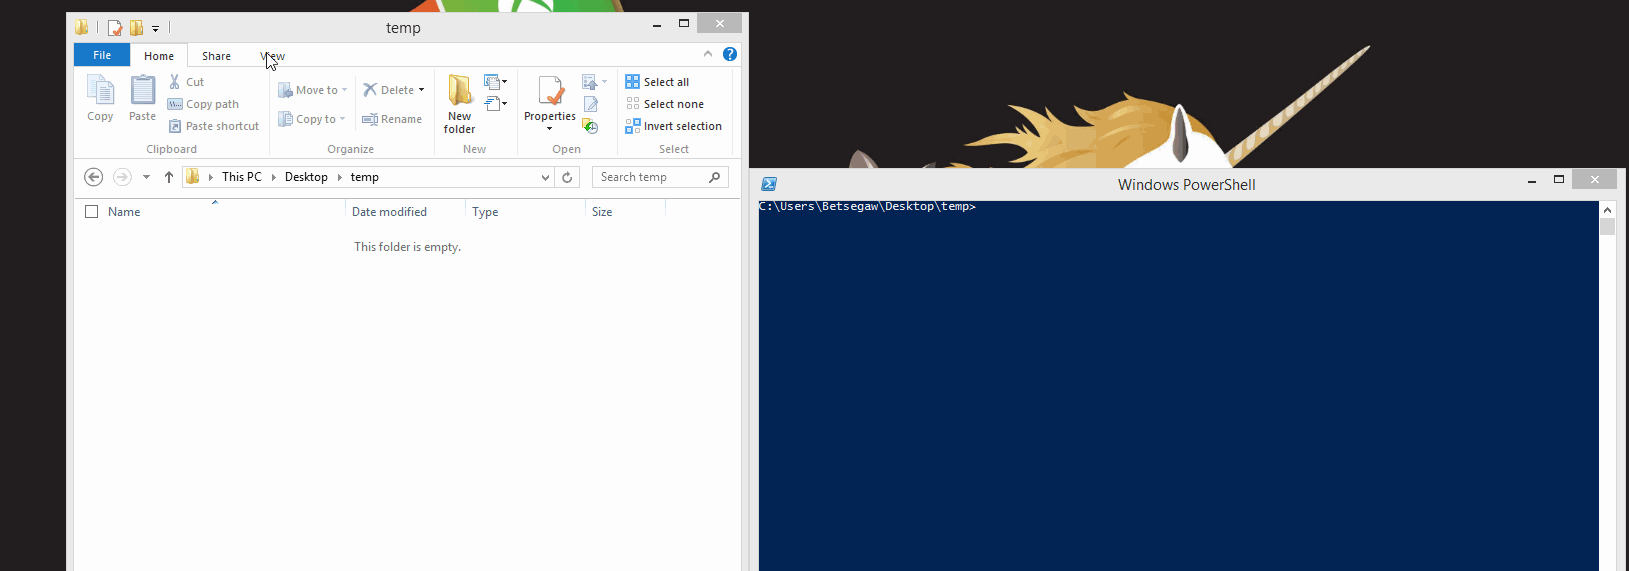 temp
File Home Share View
Copy
Paste
Cut
Copy path
Paste shortcut
Clipboard
Move to
Copy to
Delete
Rename
Organize
New
folder
New
Properties
Open
Select all
Select none
Invert selection
Select
This PC Desktop temp
Search temp
Name Date modified Type Size
This folder is empty.
Windows PowerShell
C:\Users\Betsegaw\Desktop\temp>